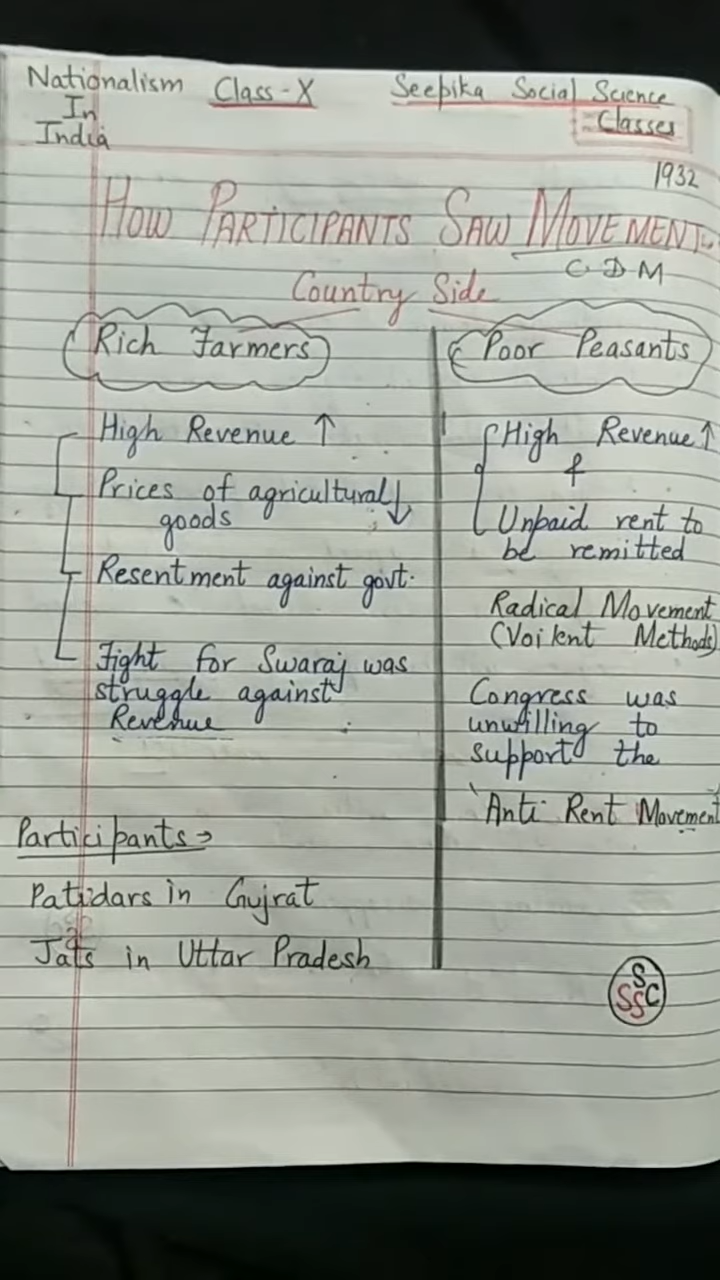 Nationalism Class-X Seepika Social Science
In
India
Classes
1932
HOW PARTICIPANTS SAW MOVEMENT
C D M
Country Side
Rich Farmers
High Revenue ↑
Prices of agricultural ↓
goods
Resentment against govt.
Fight for Swaraj was
struggle against
Revenue
Participants →
Patidars in Gujrat
Jats in Uttar Pradesh
Poor Peasants
High Revenue ↑
&
Unpaid rent to
be remitted
Radical Movement
(Voilent Methods)
Congress was
unwilling to
support the
'Anti Rent Movement
SSSC